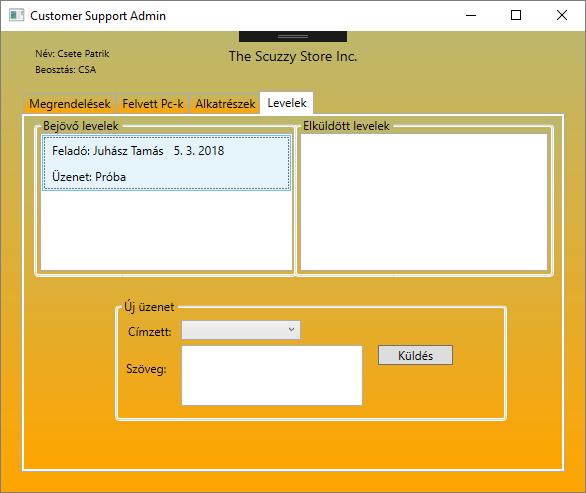 Customer Support Admin
Név: Csete Patrik
Beosztás: CSA
The Scuzzy Store Inc.
Megrendelések Felvett Pc-k Alkatrészek Levelek
Bejövő levelek
Elküldött levelek
Feladó: Juhász Tamás 5. 3. 2018
Üzenet: Próba
Új üzenet
Címzett:
Szöveg:
Küldés